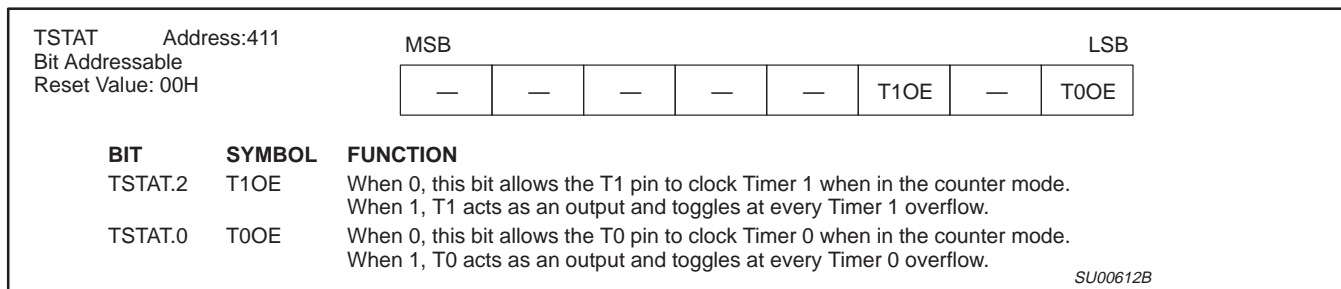 TSTAT Address:411
Bit Addressable
Reset Value: 00H
MSB LSB
— — — — — T1OE — T0OE
BIT SYMBOL FUNCTION
TSTAT.2 T1OE When 0, this bit allows the T1 pin to clock Timer 1 when in the counter mode.
When 1, T1 acts as an output and toggles at every Timer 1 overflow.
TSTAT.0 T0OE When 0, this bit allows the T0 pin to clock Timer 0 when in the counter mode.
When 1, T0 acts as an output and toggles at every Timer 0 overflow.
SU00612B